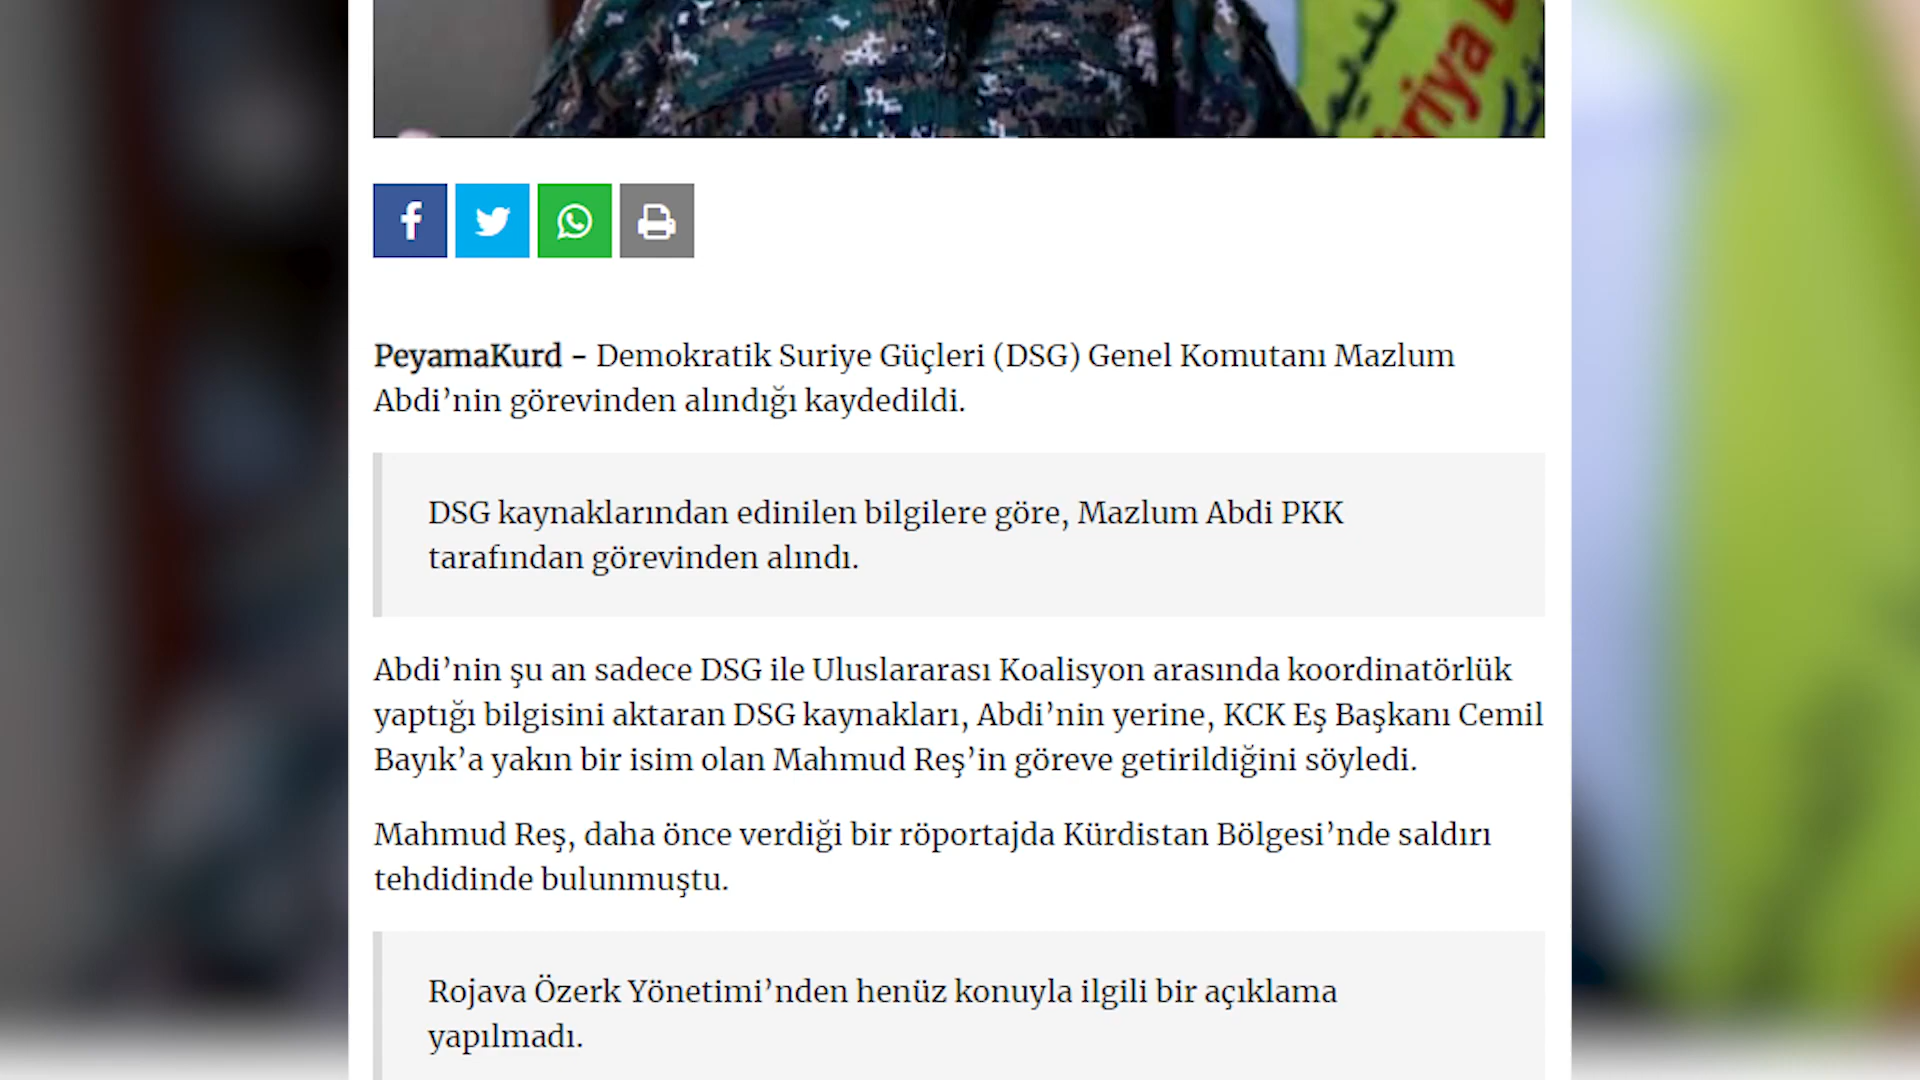 riya
PeyamaKurd – Demokratik Suriye Güçleri (DSG) Genel Komutanı Mazlum
Abdi’nin görevinden alındığı kaydedildi.
DSG kaynaklarından edinilen bilgilere göre, Mazlum Abdi PKK
tarafından görevinden alındı.
Abdi’nin şu an sadece DSG ile Uluslararası Koalisyon arasında koordinatörlük
yaptığı bilgisini aktaran DSG kaynakları, Abdi’nin yerine, KCK Eş Başkanı Cemil
Bayık’a yakın bir isim olan Mahmud Reş’in göreve getirildiğini söyledi.
Mahmud Reş, daha önce verdiği bir röportajda Kürdistan Bölgesi’nde saldırı
tehdidinde bulunmuştu.
Rojava Özerk Yönetimi’nden henüz konuyla ilgili bir açıklama
yapılmadı.